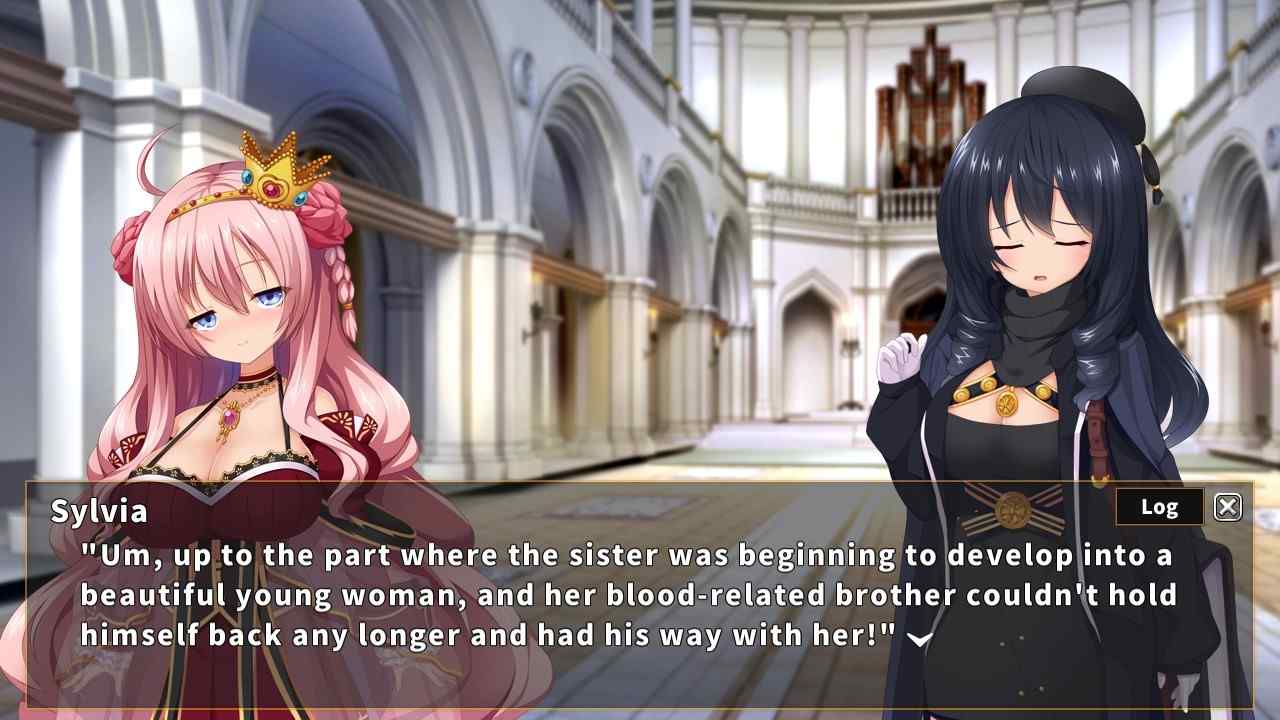 Sylvia
Log
"Um, up to the part where the sister was beginning to develop into a
beautiful young woman, and her blood-related brother couldn't hold
himself back any longer and had his way with her!"